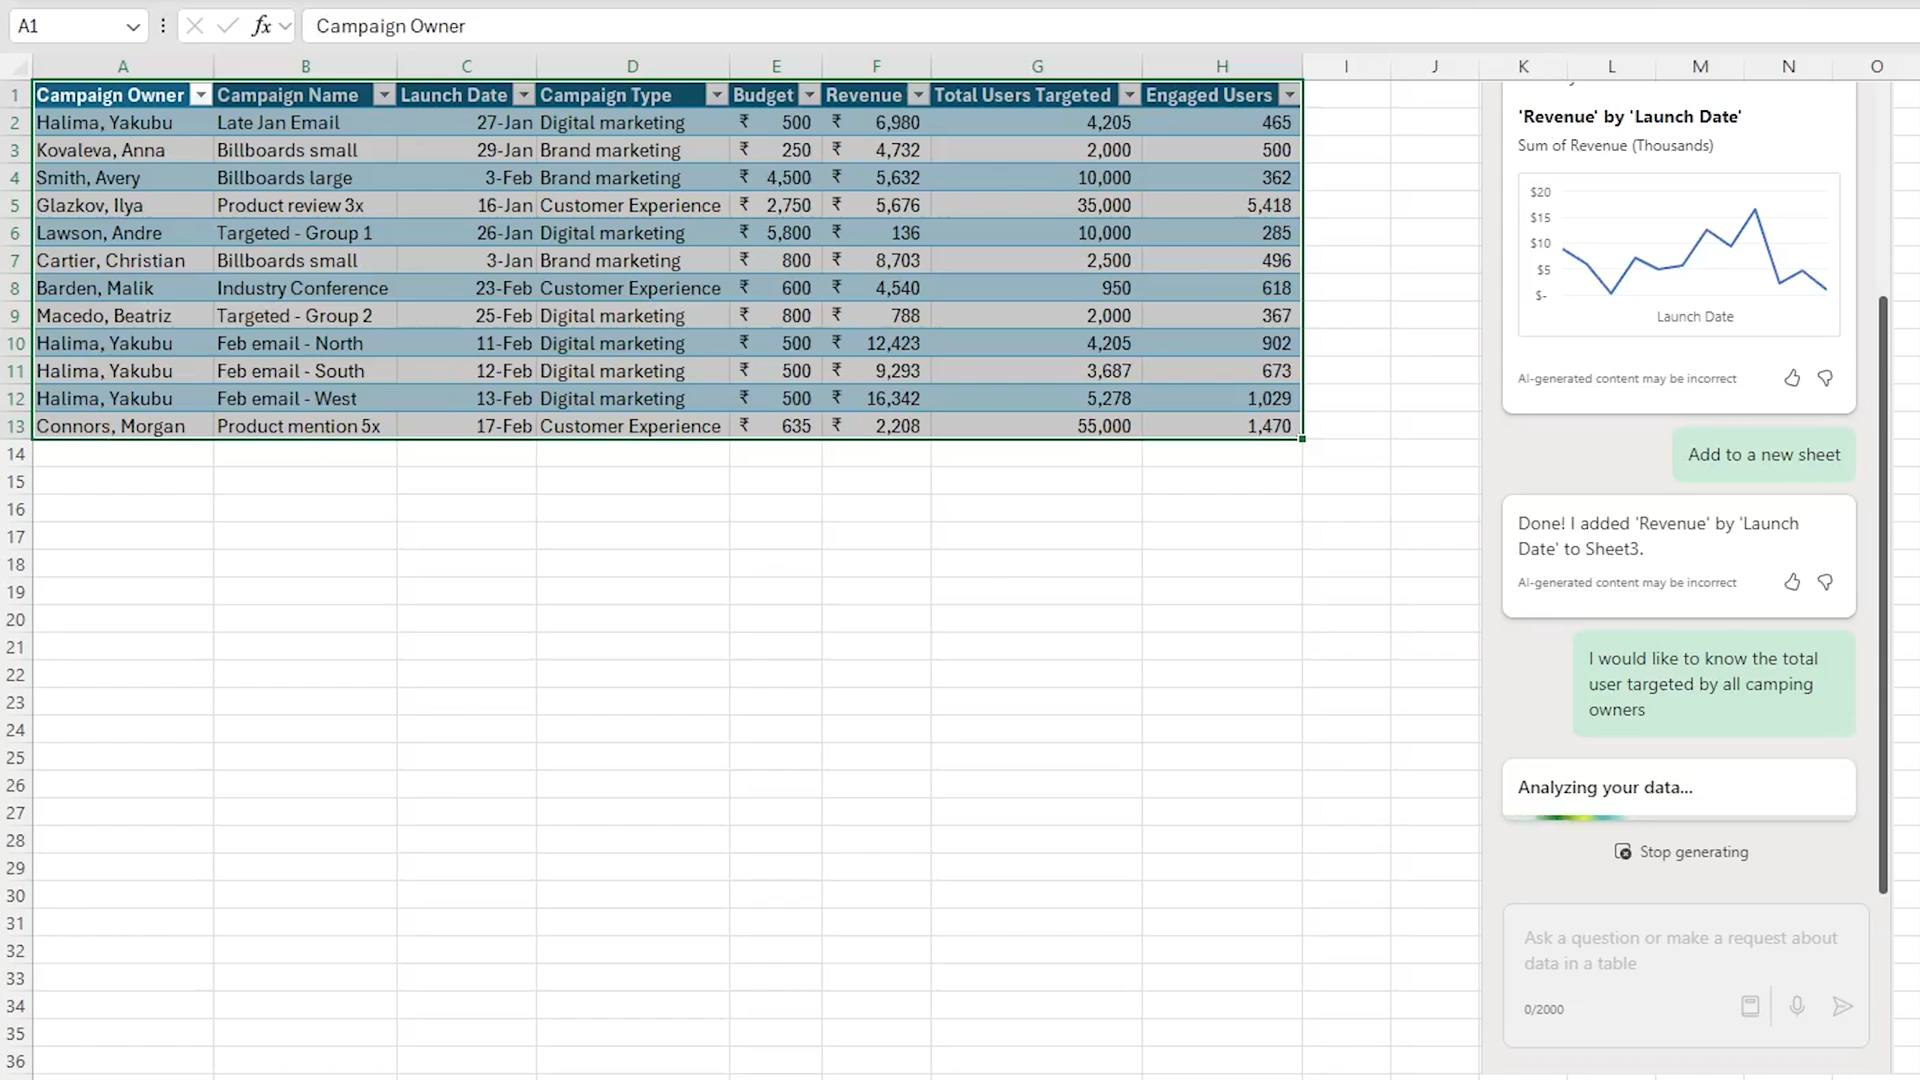 A1
fx
Campaign Owner
A B C D E F G H I J K L M N O
1 Campaign Owner Campaign Name Launch Date Campaign Type Budget Revenue Total Users Targeted Engaged Users
2 Halima, Yakubu Late Jan Email 27-Jan Digital marketing ₹ 500 ₹ 6,980 4,205 465
3 Kovaleva, Anna Billboards small 29-Jan Brand marketing ₹ 250 ₹ 4,732 2,000 500
4 Smith, Avery Billboards large 3-Feb Brand marketing ₹ 4,500 ₹ 5,632 10,000 362
5 Glazkov, Ilya Product review 3x 16-Jan Customer Experience ₹ 2,750 ₹ 5,676 35,000 5,418
6 Lawson, Andre Targeted - Group 1 26-Jan Digital marketing ₹ 5,800 ₹ 136 10,000 285
7 Cartier, Christian Billboards small 3-Jan Brand marketing ₹ 800 ₹ 8,703 2,500 496
8 Barden, Malik Industry Conference 23-Feb Customer Experience ₹ 600 ₹ 4,540 950 618
9 Macedo, Beatriz Targeted - Group 2 25-Feb Digital marketing ₹ 800 ₹ 788 2,000 367
10 Halima, Yakubu Feb email - North 11-Feb Digital marketing ₹ 500 ₹ 12,423 4,205 902
11 Halima, Yakubu Feb email - South 12-Feb Digital marketing ₹ 500 ₹ 9,293 3,687 673
12 Halima, Yakubu Feb email - West 13-Feb Digital marketing ₹ 500 ₹ 16,342 5,278 1,029
13 Connors, Morgan Product mention 5x 17-Feb Customer Experience ₹ 635 ₹ 2,208 55,000 1,470
14
15
16
17
18
19
20
21
22
23
24
25
26
27
28
29
30
31
32
33
34
35
36
'Revenue' by 'Launch Date'
Sum of Revenue (Thousands)
$20
$15
$10
$5
$-
Launch Date
AI-generated content may be incorrect
Add to a new sheet
Done! I added 'Revenue' by 'Launch
Date' to Sheet3.
AI-generated content may be incorrect
I would like to know the total
user targeted by all camping
owners
Analyzing your data...
Stop generating
Ask a question or make a request about
data in a table
0/2000